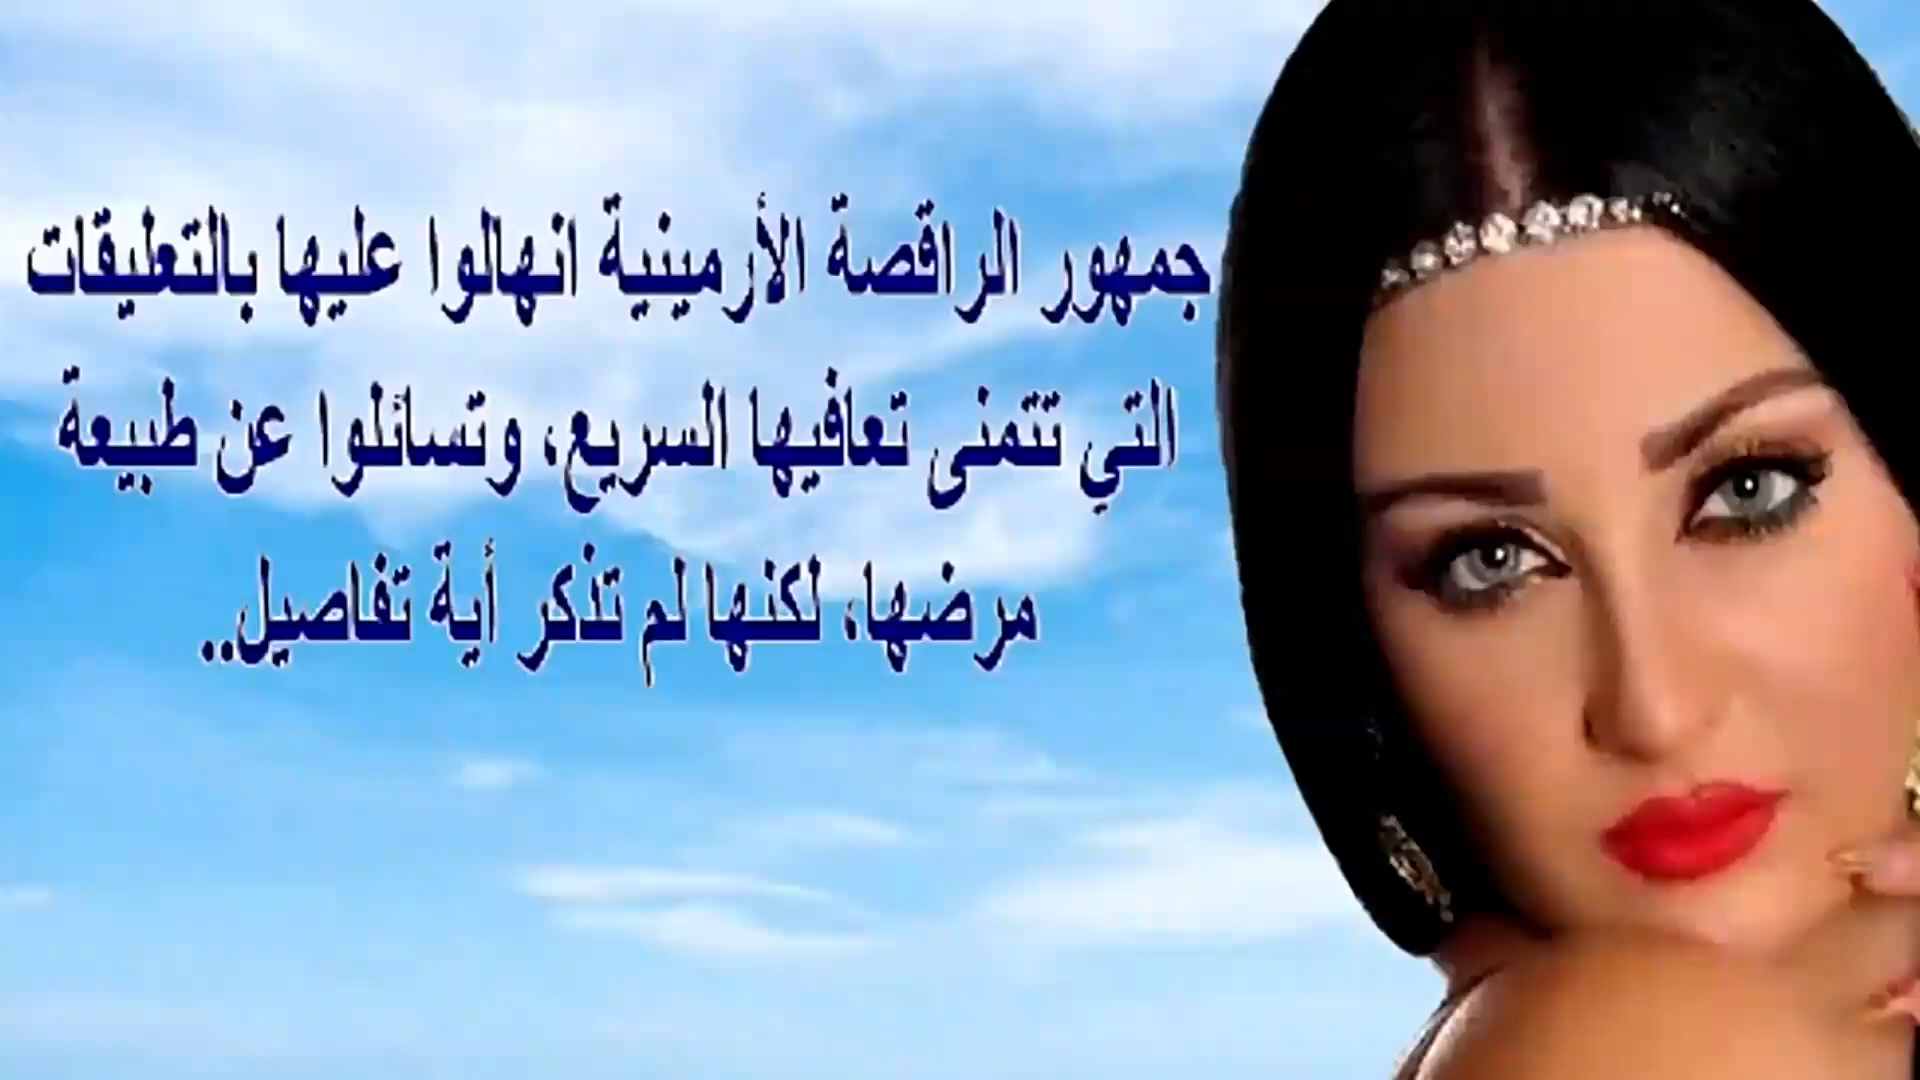 جمهور الراقصة الأرمينية انهالوا عليها بالتعليقات
التي تتمنى تعافيها السريع، وتسائلوا عن طبيعة
مرضها، لكنها لم تذكر أية تفاصيل..